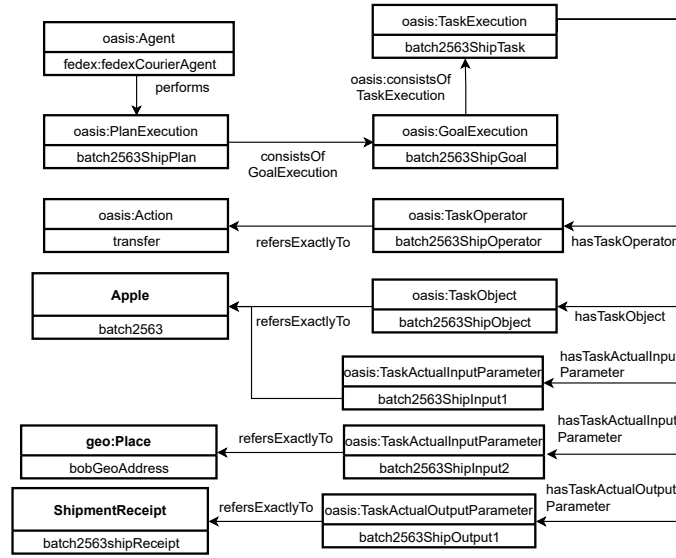 oasis:Agent
fedex:fedexCourierAgent
performs
oasis:TaskExecution
batch2563ShipTask
oasis:consistsOf
TaskExecution
oasis:PlanExecution
batch2563ShipPlan
consistsOf
GoalExecution
oasis:GoalExecution
batch2563ShipGoal
oasis:Action
transfer
refersExactlyTo
oasis:TaskOperator
batch2563ShipOperator
hasTaskOperator
Apple
batch2563
refersExactlyTo
oasis:TaskObject
batch2563ShipObject
hasTaskObject
oasis:TaskActualInputParameter
batch2563ShipInput1
hasTaskActualInput
Parameter
geo:Place
bobGeoAddress
refersExactlyTo
oasis:TaskActualInputParameter
batch2563ShipInput2
hasTaskActualInput
Parameter
ShipmentReceipt
batch2563shipReceipt
refersExactlyTo
oasis:TaskActualOutputParameter
batch2563ShipOutput1
hasTaskActualOutput
Parameter